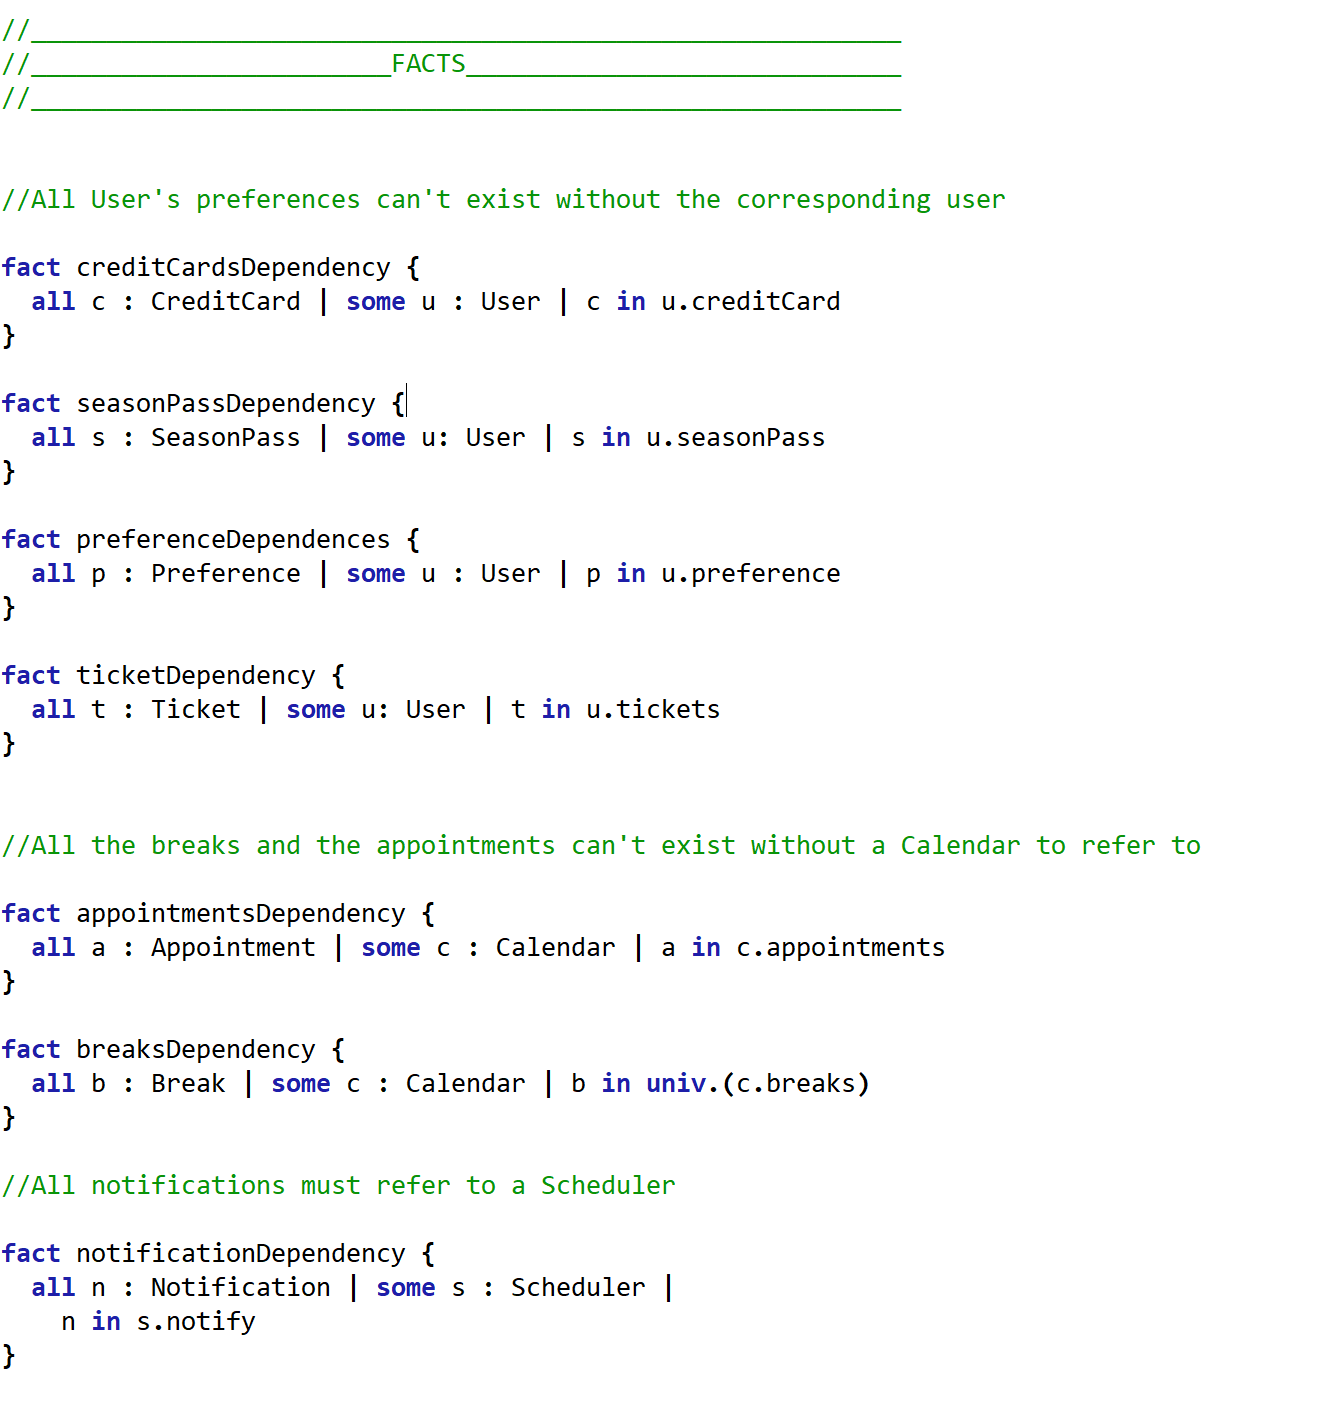 //__________________________________________________________
//________________________FACTS_____________________________
//__________________________________________________________
//All User's preferences can't exist without the corresponding user
fact creditCardsDependency {
all c : CreditCard | some u : User | c in u.creditCard
}
fact seasonPassDependency {
all s : SeasonPass | some u: User | s in u.seasonPass
}
fact preferenceDependences {
all p : Preference | some u : User | p in u.preference
}
fact ticketDependency {
all t : Ticket | some u: User | t in u.tickets
}
//All the breaks and the appointments can't exist without a Calendar to refer to
fact appointmentsDependency {
all a : Appointment | some c : Calendar | a in c.appointments
}
fact breaksDependency {
all b : Break | some c : Calendar | b in univ.(c.breaks)
}
//All notifications must refer to a Scheduler
fact notificationDependency {
all n : Notification | some s : Scheduler |
n in s.notify
}